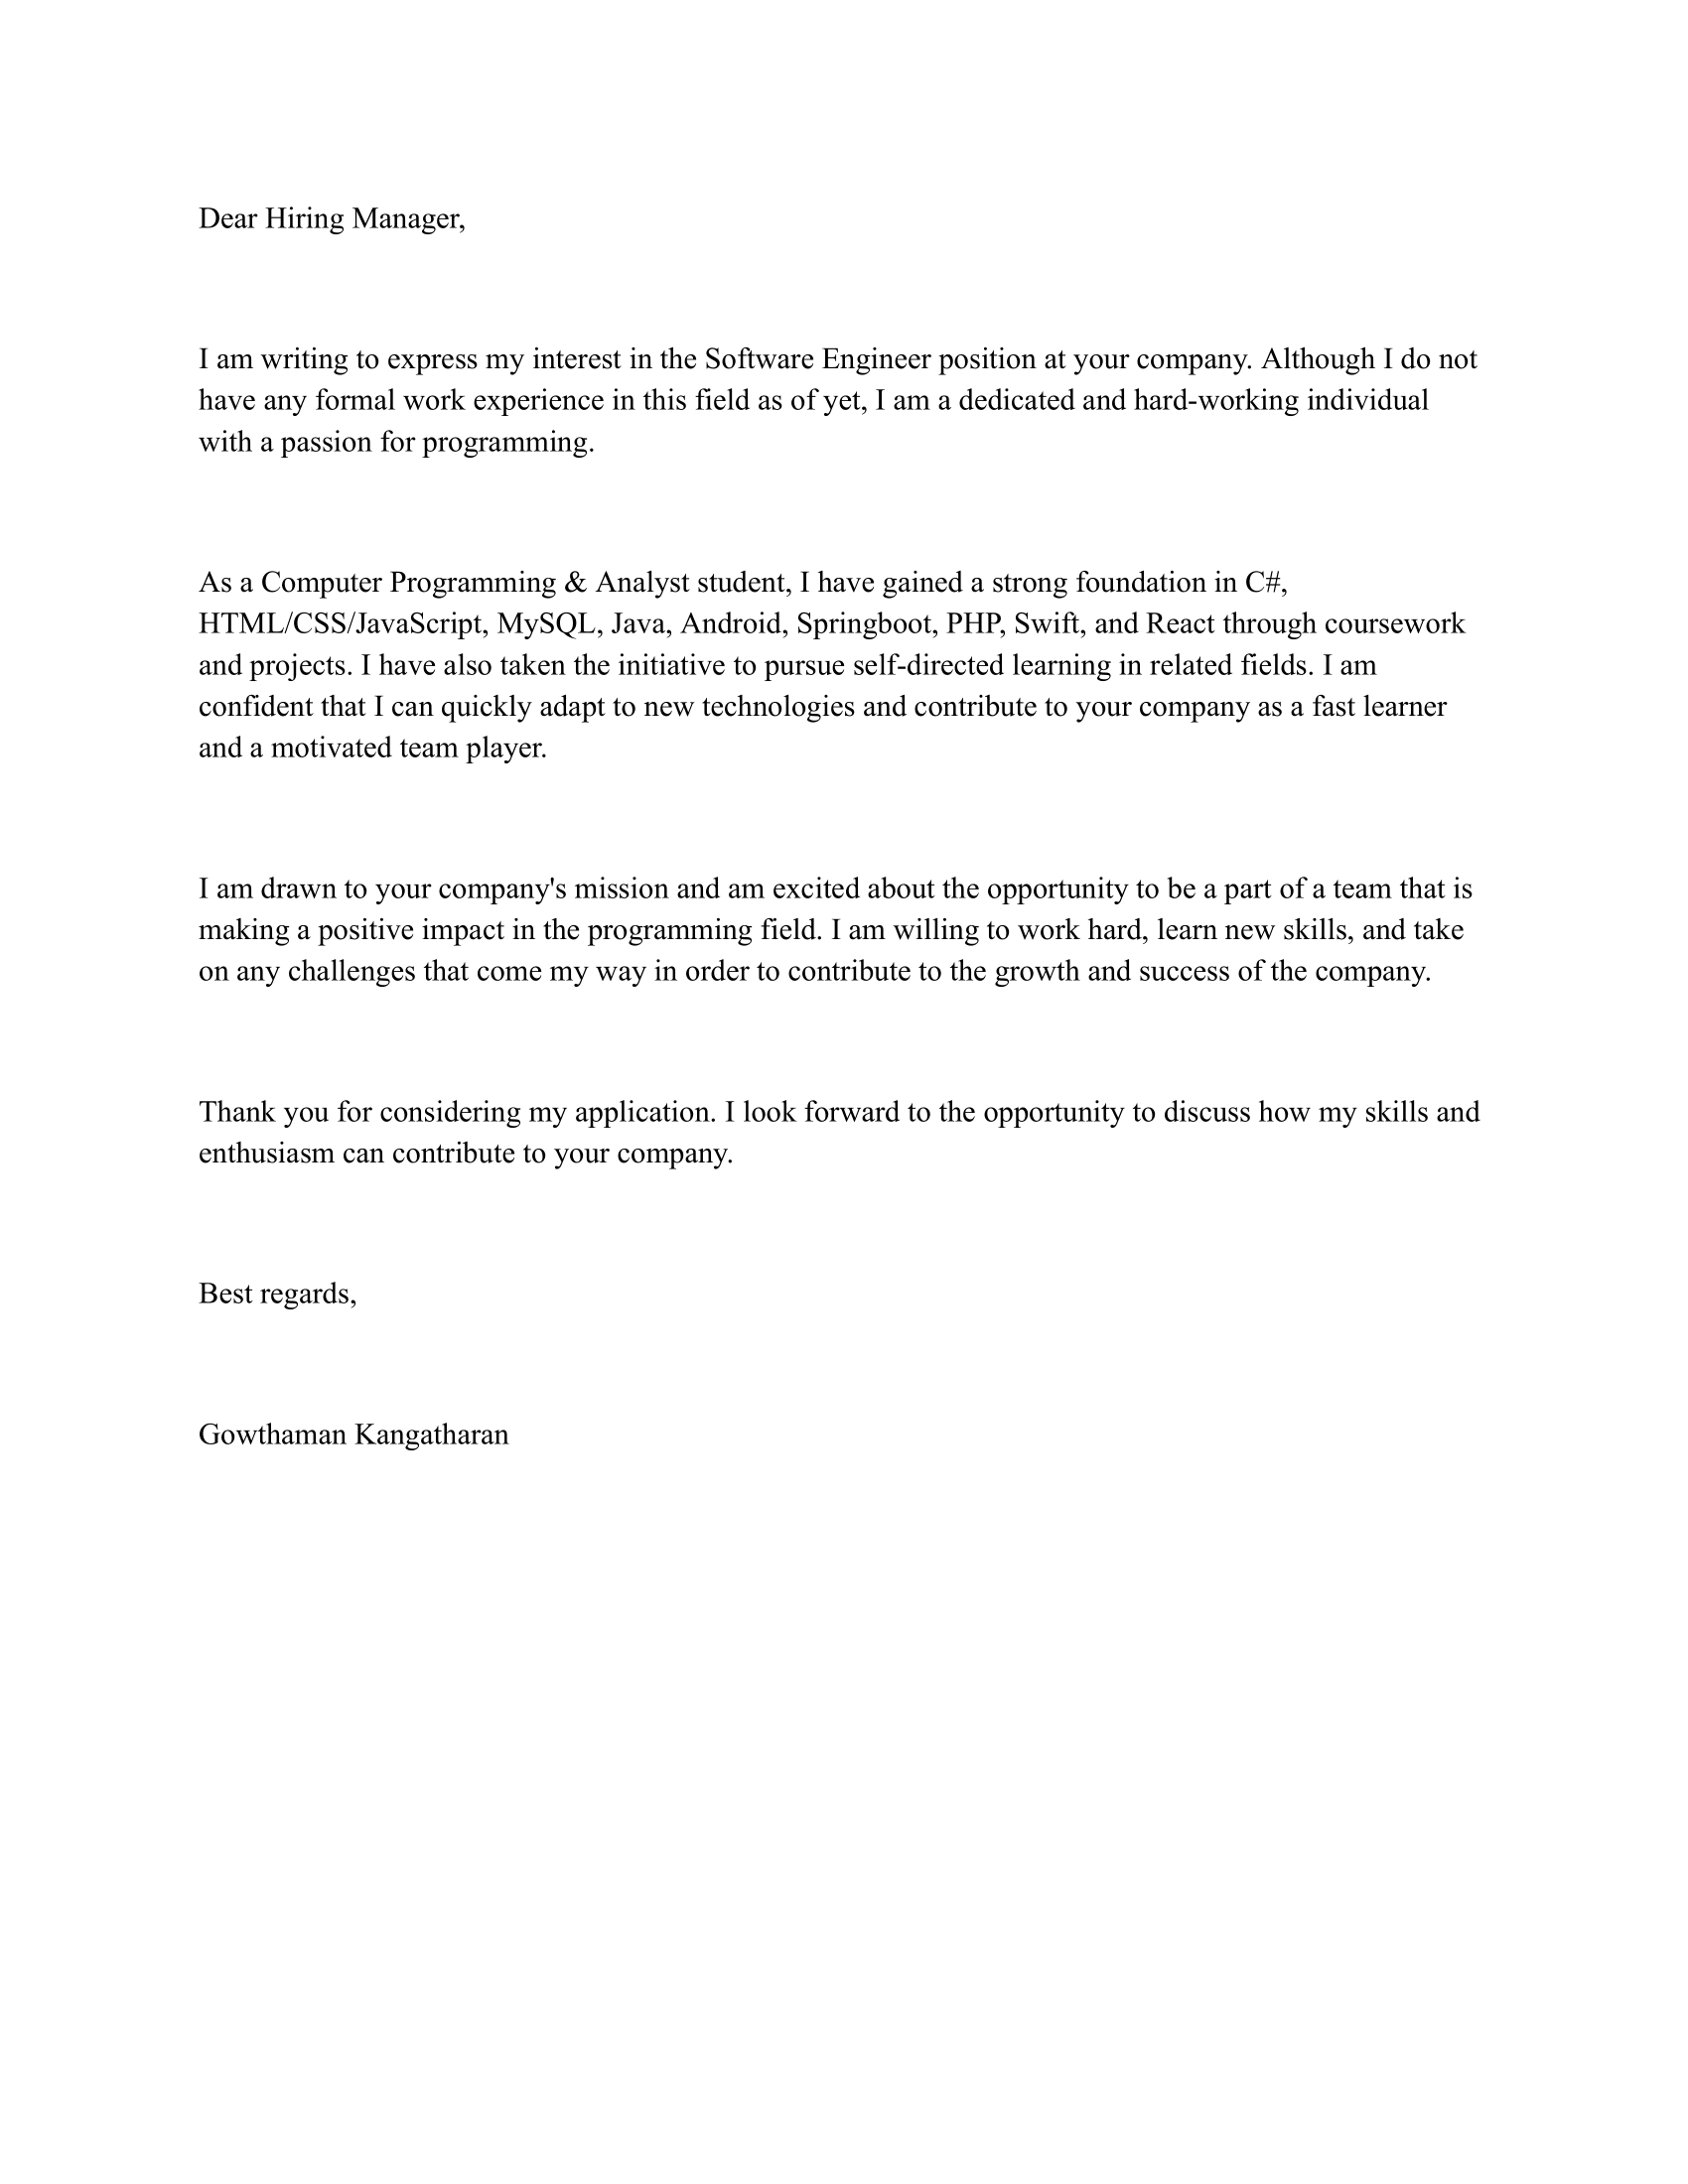 Dear Hiring Manager,
I am writing to express my interest in the Software Engineer position at your company. Although I do not
have any formal work experience in this field as of yet, I am a dedicated and hard-working individual
with a passion for programming.
As a Computer Programming & Analyst student, I have gained a strong foundation in C#,
HTML/CSS/JavaScript, MySQL, Java, Android, Springboot, PHP, Swift, and React through coursework
and projects. I have also taken the initiative to pursue self-directed learning in related fields. I am
confident that I can quickly adapt to new technologies and contribute to your company as a fast learner
and a motivated team player.
I am drawn to your company's mission and am excited about the opportunity to be a part of a team that is
making a positive impact in the programming field. I am willing to work hard, learn new skills, and take
on any challenges that come my way in order to contribute to the growth and success of the company.
Thank you for considering my application. I look forward to the opportunity to discuss how my skills and
enthusiasm can contribute to your company.
Best regards,
Gowthaman Kangatharan